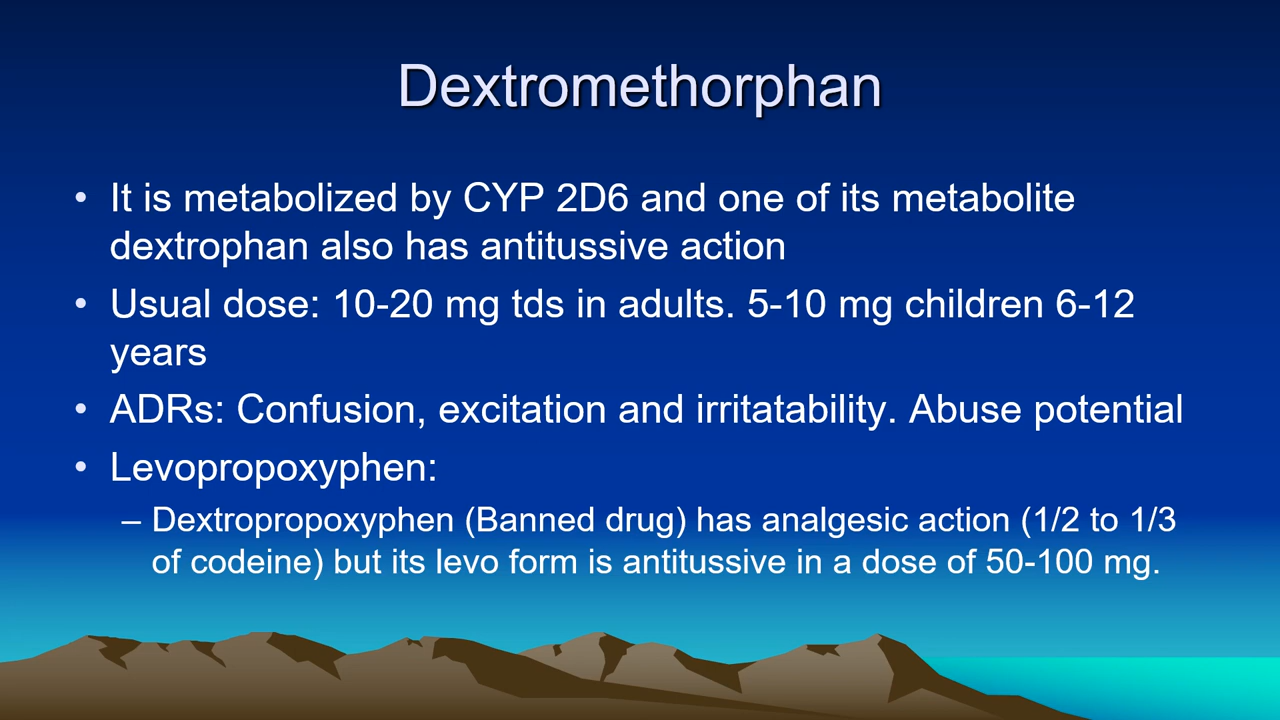 Dextromethorphan
• It is metabolized by CYP 2D6 and one of its metabolite
dextrophan also has antitussive action
• Usual dose: 10-20 mg tds in adults. 5-10 mg children 6-12
years
• ADRs: Confusion, excitation and irritatability. Abuse potential
• Levopropoxyphen:
– Dextropropoxyphen (Banned drug) has analgesic action (1/2 to 1/3
of codeine) but its levo form is antitussive in a dose of 50-100 mg.